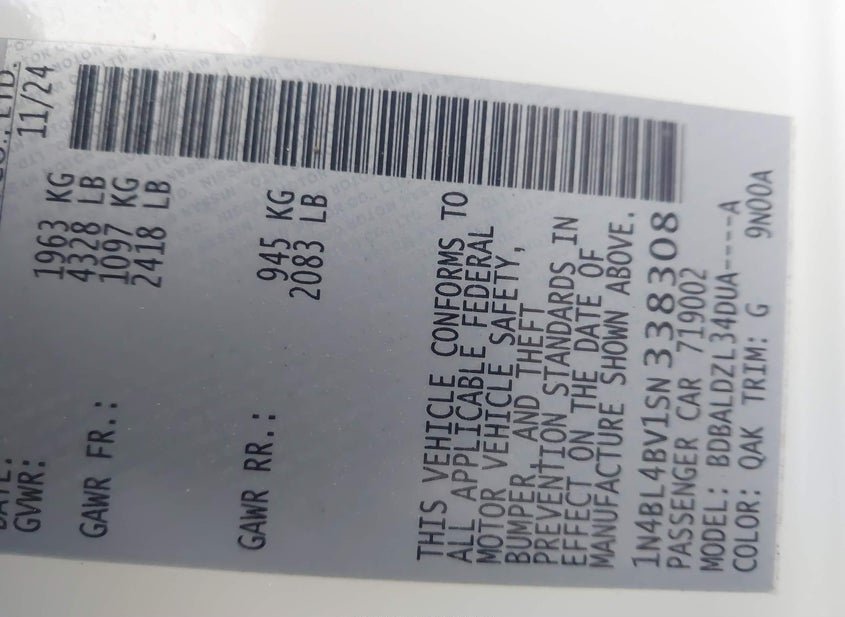 CO., LTD.
DATE: 11/24
GVWR: 1963 KG
4328 LB
GAWR FR.: 1097 KG
2418 LB
GAWR RR.: 945 KG
2083 LB
THIS VEHICLE CONFORMS TO
ALL APPLICABLE FEDERAL
MOTOR VEHICLE SAFETY,
BUMPER, AND THEFT
PREVENTION STANDARDS IN
EFFECT ON THE DATE OF
MANUFACTURE SHOWN ABOVE.
1N4BL4BV1SN338308
PASSENGER CAR 719002
MODEL: BDBALDZL34DUA----A
COLOR: QAK TRIM: G 9N00A